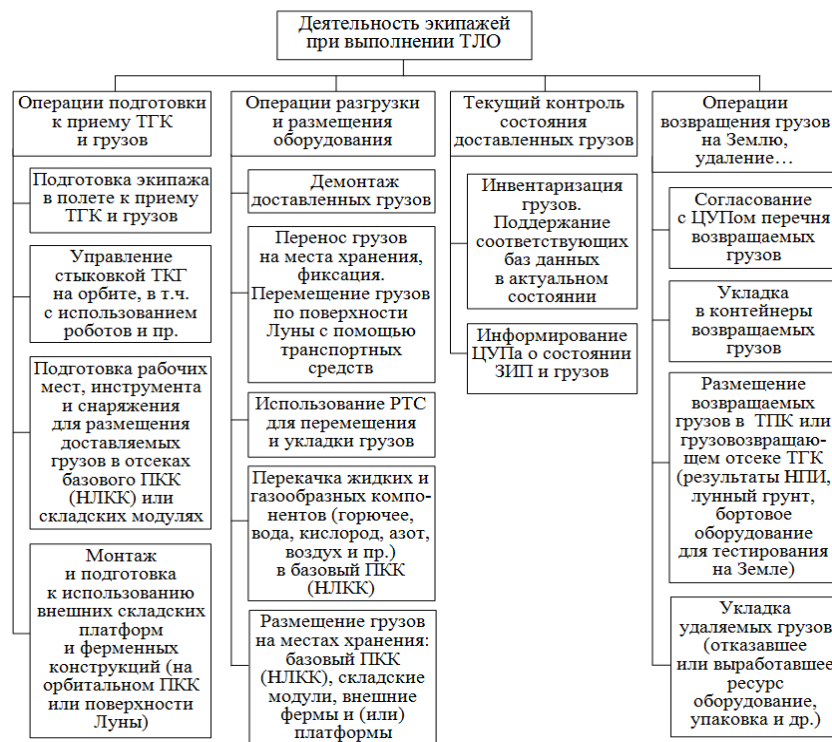 Деятельность экипажей
при выполнении ТЛО
Операции подготовки
к приему ТГК
и грузов
Подготовка экипажа
в полете к приему
ТГК и грузов
Управление
стыковкой ТКГ
на орбите, в т.ч.
с использованием
роботов и пр.
Подготовка рабочих
мест, инструмента
и снаряжения
для размещения
доставляемых
грузов в отсеках
базового ПКК
(НЛКК) или
складских модулях
Монтаж
и подготовка
к использованию
внешних складских
платформ
и ферменных
конструкций (на
орбитальном ПКК
или поверхности
Луны)
Операции разгрузки
и размещения
оборудования
Демонтаж
доставленных грузов
Перенос грузов
на места хранения,
фиксация.
Перемещение грузов
по поверхности
Луны с помощью
транспортных
средств
Использование РТС
для перемещения
и укладки грузов
Перекачка жидких и
газообразных компо-
нентов (горючее,
вода, кислород, азот,
воздух и пр.)
в базовый ПКК
(НЛКК)
Размещение грузов
на местах хранения:
базовый ПКК
(НЛКК), складские
модули, внешние
фермы и (или)
платформы
Текущий контроль
состояния
доставленных грузов
Инвентаризация
грузов.
Поддержание
соответствующих
баз данных
в актуальном
состоянии
Информирование
ЦУПа о состоянии
ЗИП и грузов
Операции
возвращения грузов
на Землю,
удаление…
Согласование
с ЦУПом перечня
возвращаемых
грузов
Укладка
в контейнеры
возвращаемых
грузов
Размещение
возвращаемых
грузов в ТПК или
грузовозвращаю-
щем отсеке ТГК
(результаты НПИ,
лунный грунт,
бортовое
оборудование
для тестирования
на Земле)
Укладка
удаляемых грузов
(отказавшее
или выработавшее
ресурс
оборудование,
упаковка и др.)